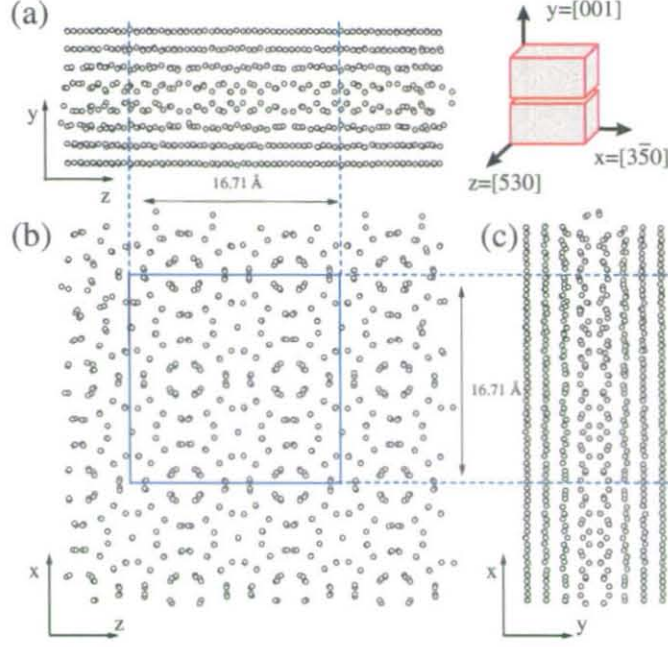 (a)
y=[001]
y
z
x=[35̄0]
z=[530]
16.71 Å
(b)
(c)
16.71 Å
x
z
x
y